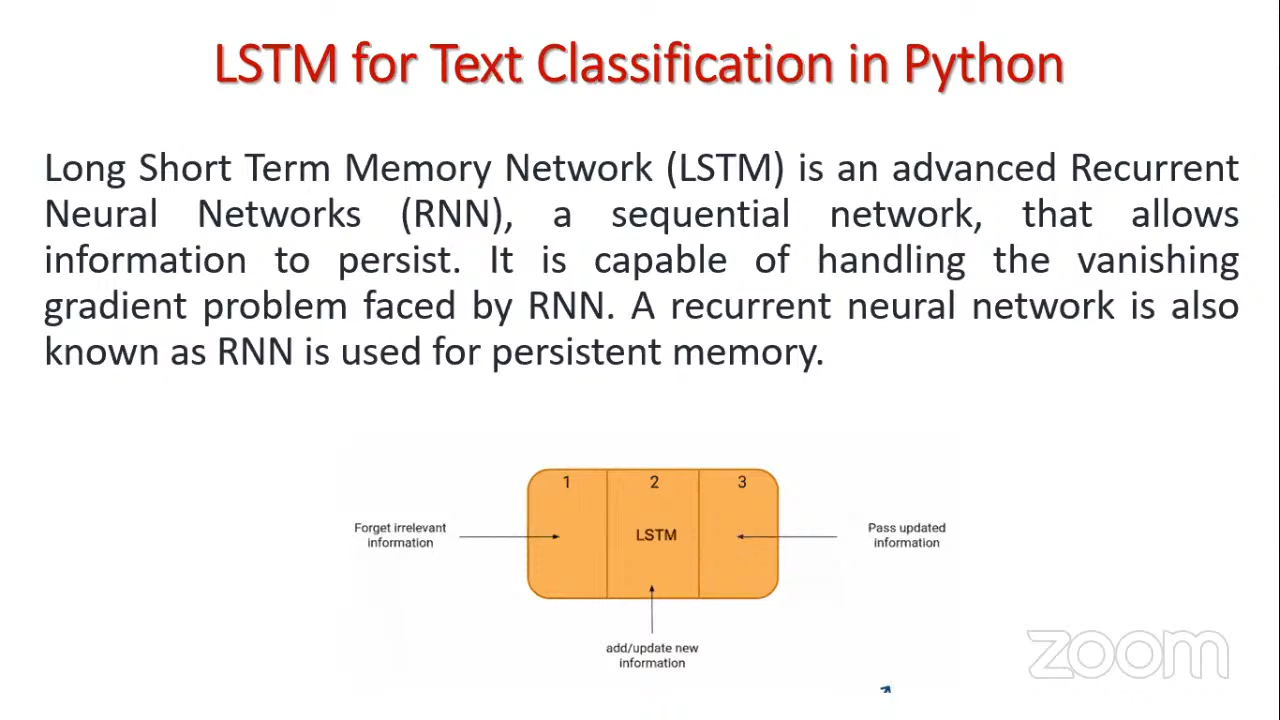 LSTM for Text Classification in Python
Long Short Term Memory Network (LSTM) is an advanced Recurrent
Neural Networks (RNN), a sequential network, that allows
information to persist. It is capable of handling the vanishing
gradient problem faced by RNN. A recurrent neural network is also
known as RNN is used for persistent memory.
1
2
3
Forget irrelevant
information
LSTM
Pass updated
information
add/update new
information
zoom